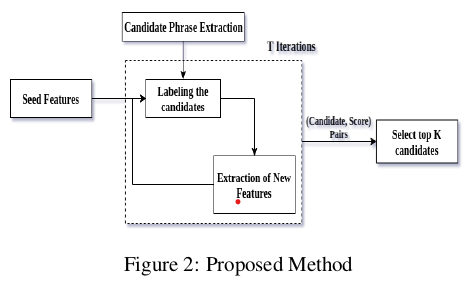 Candidate Phrase Extraction
T Iterations
Seed Features
Labeling the
candidates
(Candidate, Score)
Pairs
Select top K
candidates
Extraction of New
Features
Figure 2: Proposed Method